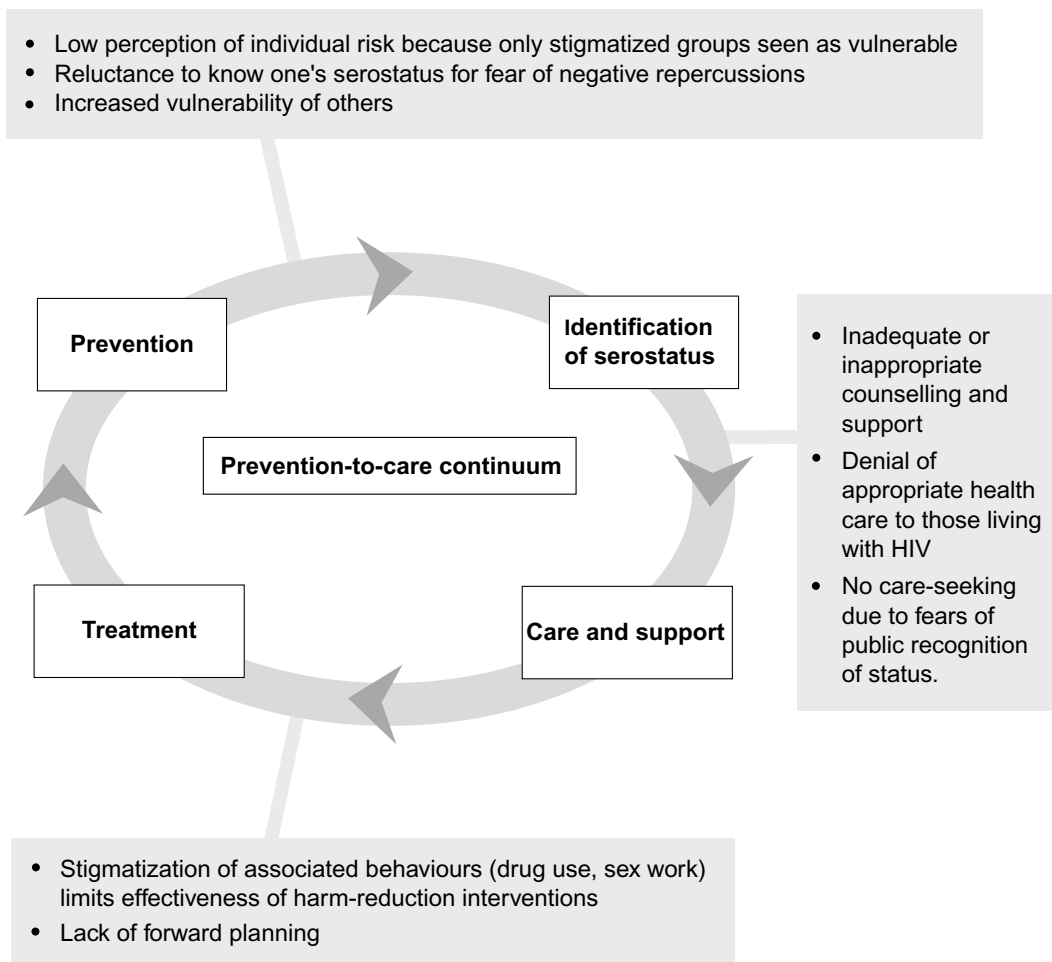 • Low perception of individual risk because only stigmatized groups seen as vulnerable
• Reluctance to know one's serostatus for fear of negative repercussions
• Increased vulnerability of others
Prevention
Identification
of serostatus
Prevention-to-care continuum
Treatment
Care and support
• Inadequate or
inappropriate
counselling and
support
• Denial of
appropriate health
care to those living
with HIV
• No care-seeking
due to fears of
public recognition
of status.
• Stigmatization of associated behaviours (drug use, sex work)
limits effectiveness of harm-reduction interventions
• Lack of forward planning